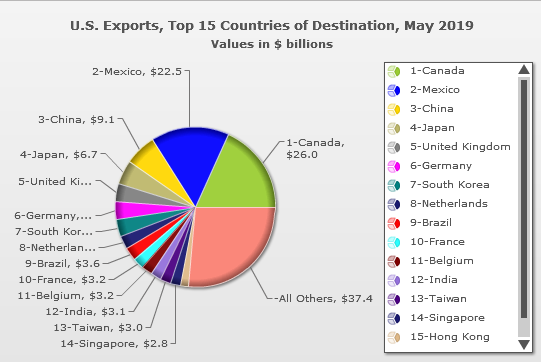 U.S. Exports, Top 15 Countries of Destination, May 2019
Values in $ billions
2-Mexico, $22.5
1-Canada,
$26.0
3-China, $9.1
4-Japan, $6.7
5-United Ki...
6-Germany,...
7-South Kor...
8-Netherlan...
9-Brazil, $3.6
10-France, $3.2
11-Belgium, $3.2
12-India, $3.1
13-Taiwan, $3.0
14-Singapore, $2.8
All Others, $37.4
1-Canada
2-Mexico
3-China
4-Japan
5-United Kingdom
6-Germany
7-South Korea
8-Netherlands
9-Brazil
10-France
11-Belgium
12-India
13-Taiwan
14-Singapore
15-Hong Kong